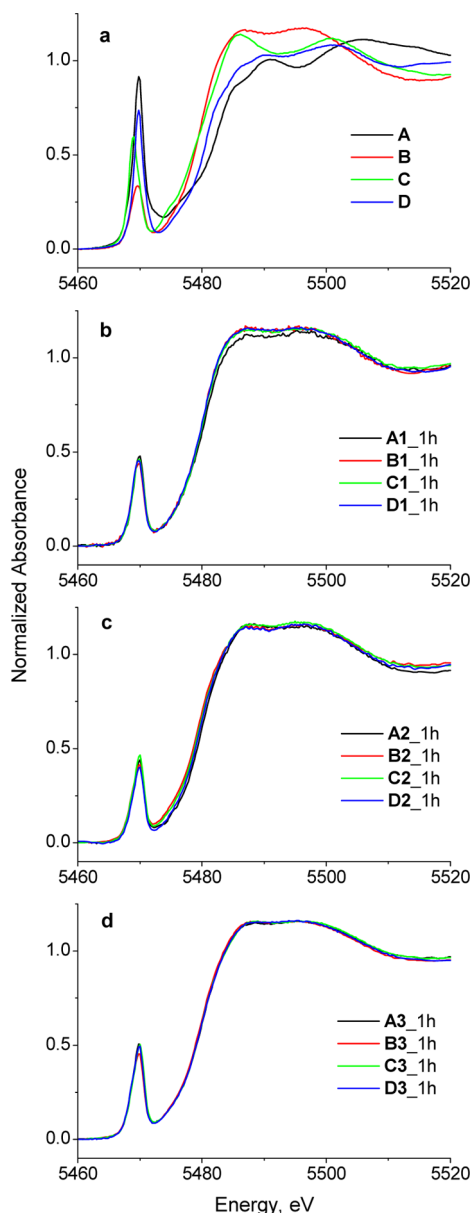 a
1.0
0.5
0.0
A
B
C
D
5460 5480 5500 5520
b
1.0
0.5
0.0
A1_1h
B1_1h
C1_1h
D1_1h
5460 5480 5500 5520
Normalized Absorbance
c
1.0
0.5
0.0
A2_1h
B2_1h
C2_1h
D2_1h
5460 5480 5500 5520
d
1.0
0.5
0.0
A3_1h
B3_1h
C3_1h
D3_1h
5460 5480 5500 5520
Energy, eV